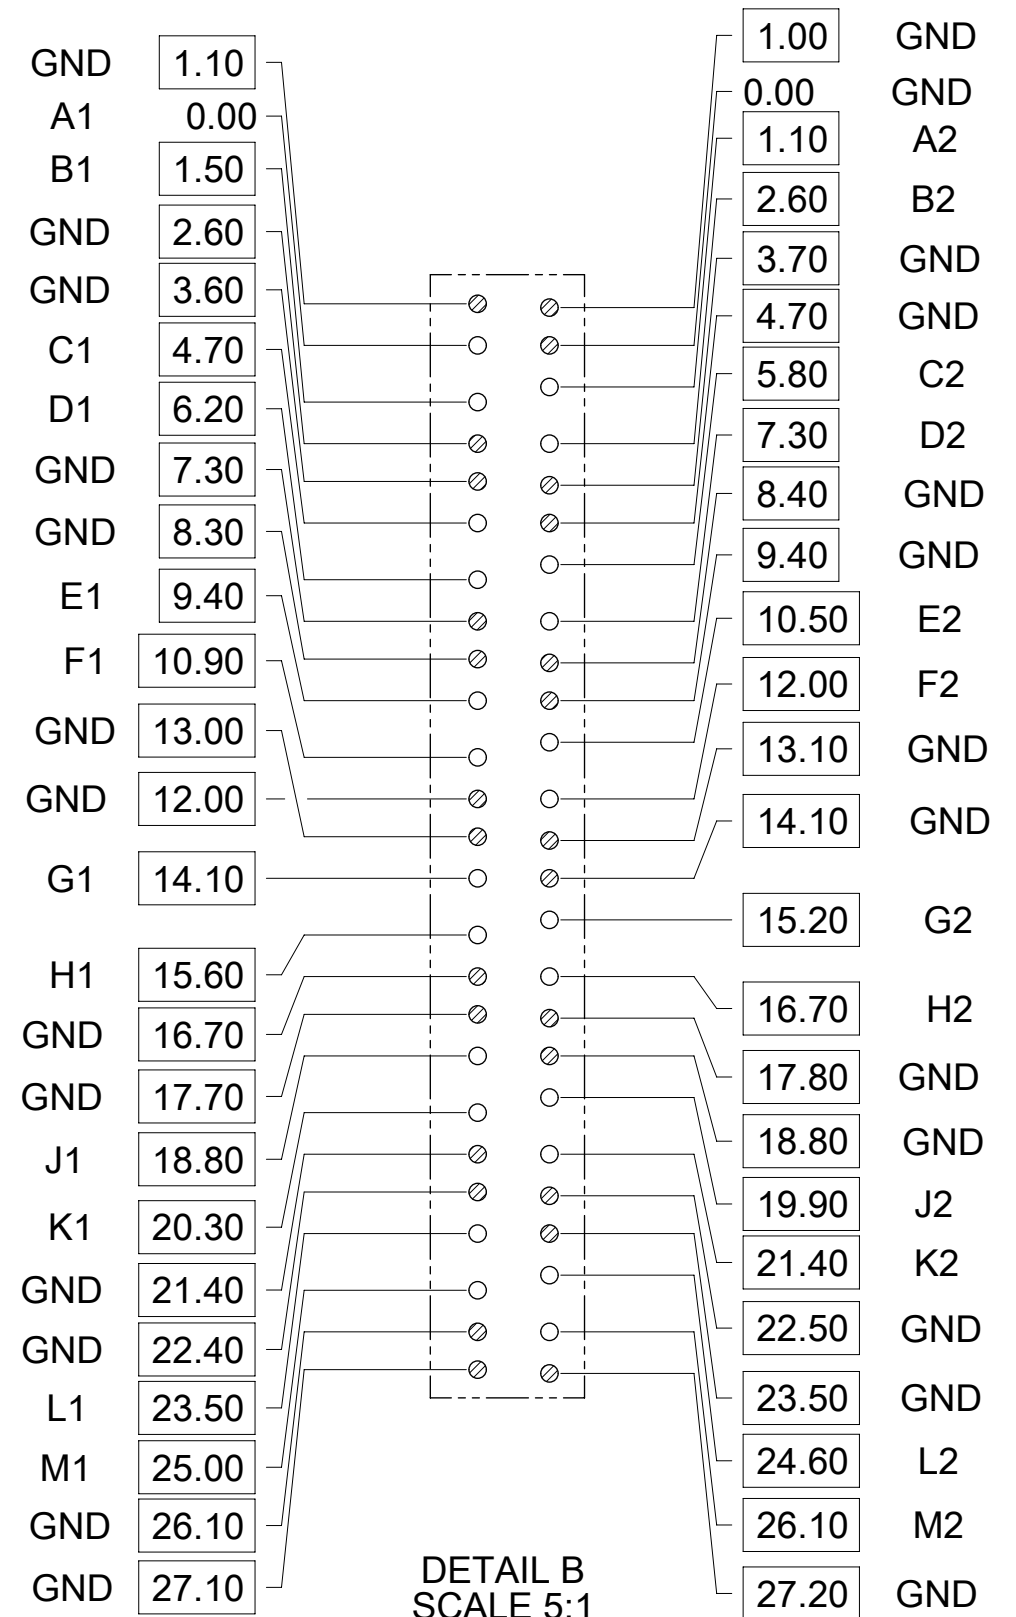 GND 1.10
A1 0.00
B1 1.50
GND 2.60
GND 3.60
C1 4.70
D1 6.20
GND 7.30
GND 8.30
E1 9.40
F1 10.90
GND 13.00
GND 12.00
G1 14.10
H1 15.60
GND 16.70
GND 17.70
J1 18.80
K1 20.30
GND 21.40
GND 22.40
L1 23.50
M1 25.00
GND 26.10
GND 27.10
1.00 GND
0.00 GND
1.10 A2
2.60 B2
3.70 GND
4.70 GND
5.80 C2
7.30 D2
8.40 GND
9.40 GND
10.50 E2
12.00 F2
13.10 GND
14.10 GND
15.20 G2
16.70 H2
17.80 GND
18.80 GND
19.90 J2
21.40 K2
22.50 GND
23.50 GND
24.60 L2
26.10 M2
27.20 GND
DETAIL B
SCALE 5:1